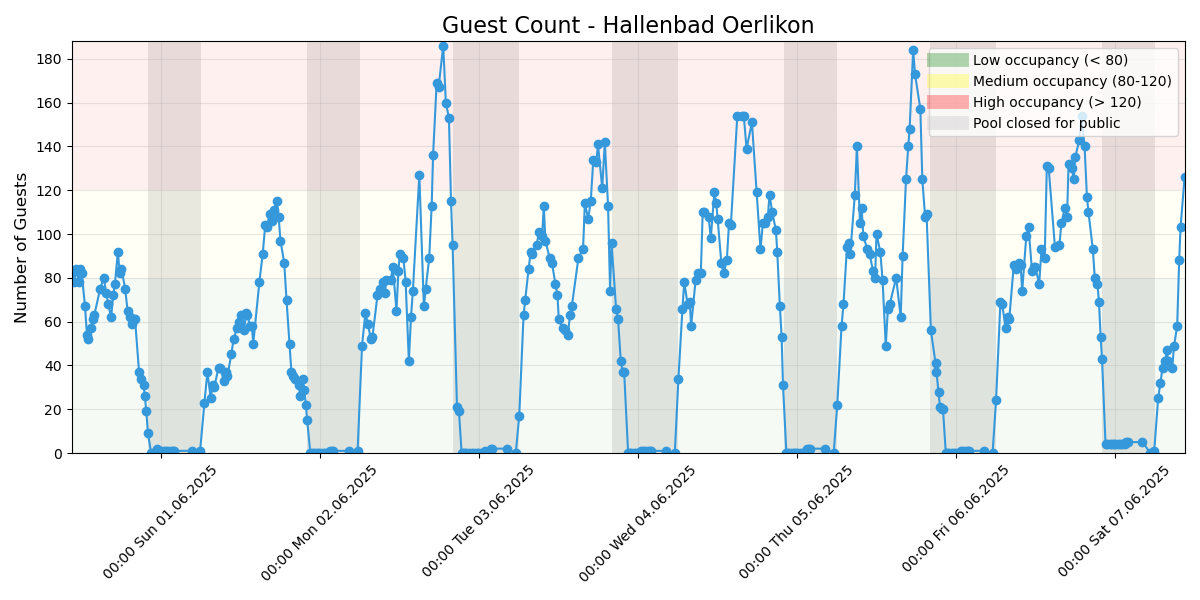 Guest Count - Hallenbad Oerlikon
Low occupancy (< 80)
Medium occupancy (80-120)
High occupancy (> 120)
Pool closed for public
Number of Guests
180
160
140
120
100
80
60
40
20
0
00:00 Sun 01.06.2025
00:00 Mon 02.06.2025
00:00 Tue 03.06.2025
00:00 Wed 04.06.2025
00:00 Thu 05.06.2025
00:00 Fri 06.06.2025
00:00 Sat 07.06.2025